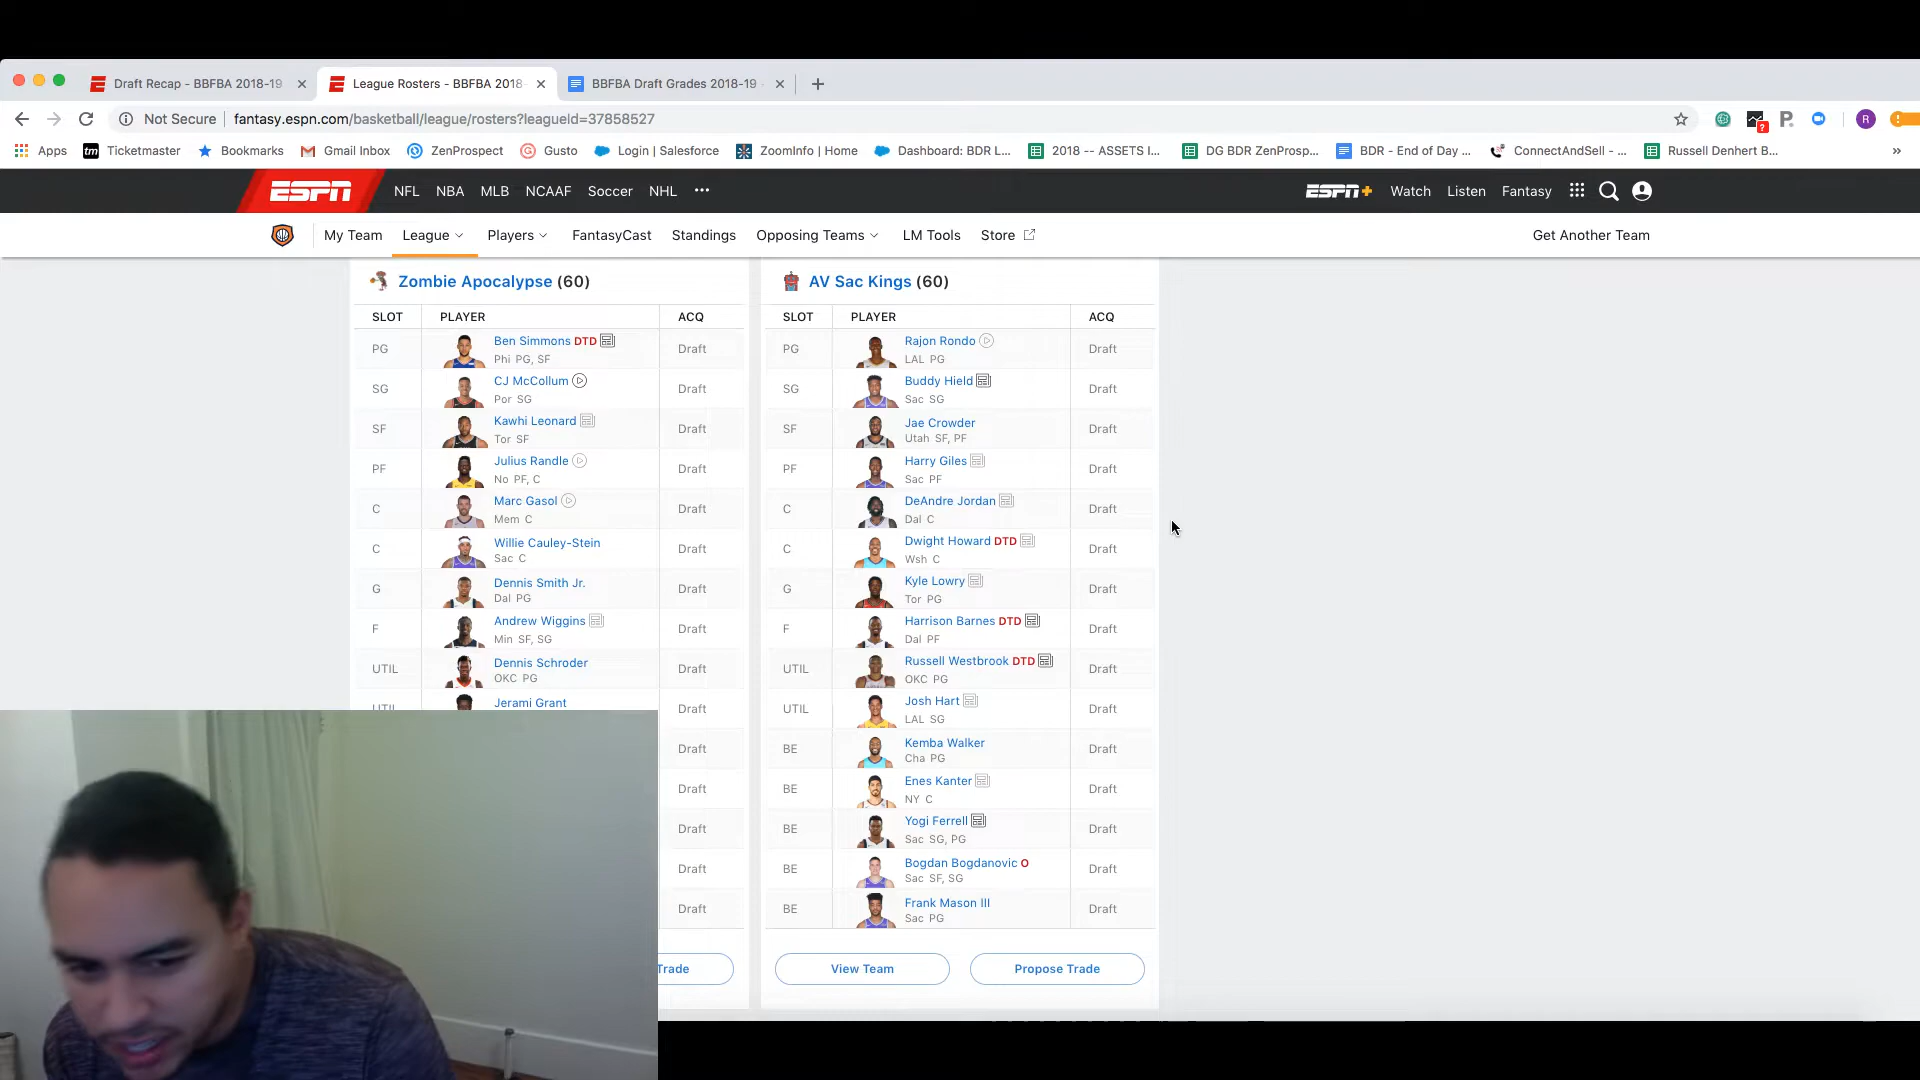 Draft Recap - BBFBA 2018-19
League Rosters - BBFBA 2018-
BBFBA Draft Grades 2018-19
Not Secure
fantasy.espn.com/basketball/league/rosters?leagueId=37858527
R
Apps
tm Ticketmaster
Bookmarks
Gmail Inbox
ZenProspect
Gusto
Login | Salesforce
ZoomInfo | Home
Dashboard: BDR L...
2018 -- ASSETS I...
DG BDR ZenProsp...
BDR - End of Day ...
ConnectAndSell - ...
Russell Denhert B...
»
ESPN NFL NBA MLB NCAAF Soccer NHL ••• ESPN+ Watch Listen Fantasy
My Team League Players FantasyCast Standings Opposing Teams LM Tools Store Get Another Team
Zombie Apocalypse (60)
SLOT PLAYER ACQ
PG Ben Simmons DTD Draft
Phi PG, SF
SG CJ McCollum Draft
Por SG
SF Kawhi Leonard Draft
Tor SF
PF Julius Randle Draft
No PF, C
C Marc Gasol Draft
Mem C
C Willie Cauley-Stein Draft
Sac C
G Dennis Smith Jr. Draft
Dal PG
F Andrew Wiggins Draft
Min SF, SG
UTIL Dennis Schroder Draft
OKC PG
UTIL Jerami Grant Draft
Draft
Draft
Draft
Draft
Draft
Trade
AV Sac Kings (60)
SLOT PLAYER ACQ
PG Rajon Rondo Draft
LAL PG
SG Buddy Hield Draft
Sac SG
SF Jae Crowder Draft
Utah SF, PF
PF Harry Giles Draft
Sac PF
C DeAndre Jordan Draft
Dal C
C Dwight Howard DTD Draft
Wsh C
G Kyle Lowry Draft
Tor PG
F Harrison Barnes DTD Draft
Dal PF
UTIL Russell Westbrook DTD Draft
OKC PG
UTIL Josh Hart Draft
LAL SG
BE Kemba Walker Draft
Cha PG
BE Enes Kanter Draft
NY C
BE Yogi Ferrell Draft
Sac SG, PG
BE Bogdan Bogdanovic O Draft
Sac SF, SG
BE Frank Mason III Draft
Sac PG
View Team Propose Trade